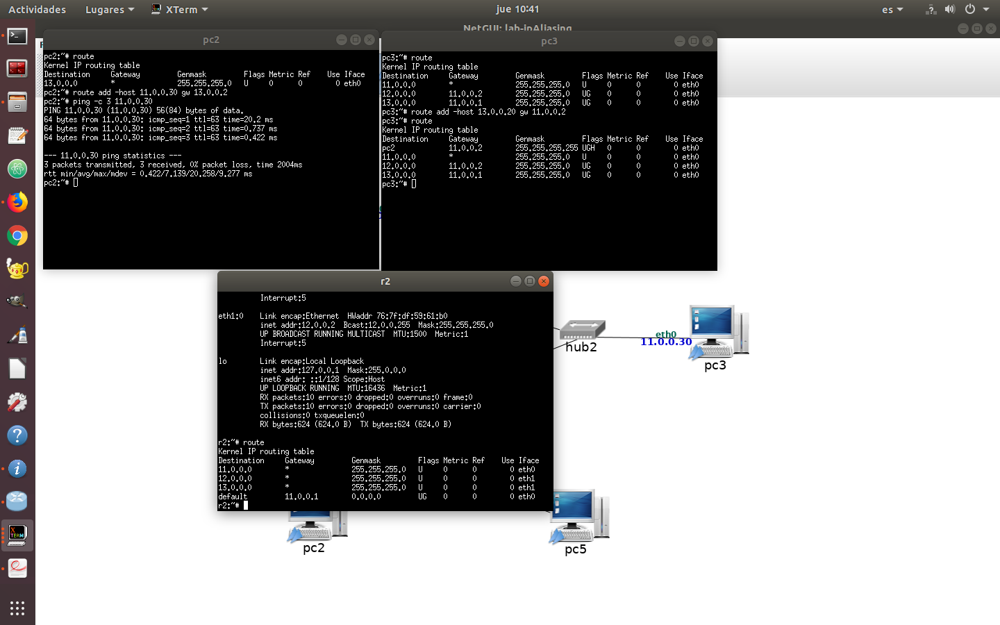 Actividades Lugares XTerm jue 10:41 es
NetGUI: lab-ipAliasing
pc2
pc2:~# route
Kernel IP routing table
Destination Gateway Genmask Flags Metric Ref Use Iface
13.0.0.0 * 255.255.255.0 U 0 0 0 eth0
pc2:~# route add -host 11.0.0.30 gw 13.0.0.2
pc2:~# ping -c 3 11.0.0.30
PING 11.0.0.30 (11.0.0.30) 56(84) bytes of data.
64 bytes from 11.0.0.30: icmp_seq=1 ttl=63 time=20.2 ms
64 bytes from 11.0.0.30: icmp_seq=2 ttl=63 time=0.737 ms
64 bytes from 11.0.0.30: icmp_seq=3 ttl=63 time=0.422 ms
--- 11.0.0.30 ping statistics ---
3 packets transmitted, 3 received, 0% packet loss, time 2004ms
rtt min/avg/max/mdev = 0.422/7.139/20.258/9.277 ms
pc2:~#
pc3
pc3:~# route
Kernel IP routing table
Destination Gateway Genmask Flags Metric Ref Use Iface
11.0.0.0 * 255.255.255.0 U 0 0 0 eth0
12.0.0.0 11.0.0.2 255.255.255.0 UG 0 0 0 eth0
13.0.0.0 11.0.0.1 255.255.255.0 UG 0 0 0 eth0
pc3:~# route add -host 13.0.0.20 gw 11.0.0.2
pc3:~# route
Kernel IP routing table
Destination Gateway Genmask Flags Metric Ref Use Iface
pc2 11.0.0.2 255.255.255.255 UGH 0 0 0 eth0
11.0.0.0 * 255.255.255.0 U 0 0 0 eth0
12.0.0.0 11.0.0.2 255.255.255.0 UG 0 0 0 eth0
13.0.0.0 11.0.0.1 255.255.255.0 UG 0 0 0 eth0
pc3:~#
r2
Interrupt:5
eth1:0 Link encap:Ethernet HWaddr 76:7f:df:59:61:b0
inet addr:12.0.0.2 Bcast:12.0.0.255 Mask:255.255.255.0
UP BROADCAST RUNNING MULTICAST MTU:1500 Metric:1
Interrupt:5
lo Link encap:Local Loopback
inet addr:127.0.0.1 Mask:255.0.0.0
inet6 addr: ::1/128 Scope:Host
UP LOOPBACK RUNNING MTU:16436 Metric:1
RX packets:10 errors:0 dropped:0 overruns:0 frame:0
TX packets:10 errors:0 dropped:0 overruns:0 carrier:0
collisions:0 txqueuelen:0
RX bytes:624 (624.0 B) TX bytes:624 (624.0 B)
r2:~# route
Kernel IP routing table
Destination Gateway Genmask Flags Metric Ref Use Iface
11.0.0.0 * 255.255.255.0 U 0 0 0 eth0
12.0.0.0 * 255.255.255.0 U 0 0 0 eth1
13.0.0.0 * 255.255.255.0 U 0 0 0 eth1
default 11.0.0.1 0.0.0.0 UG 0 0 0 eth0
r2:~#
hub2
eth0
11.0.0.30
pc3
pc2
pc5
X
TERM